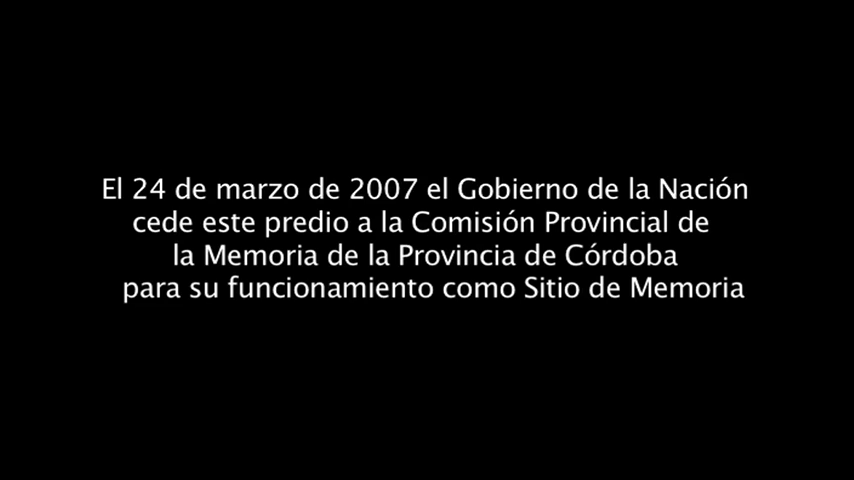 El 24 de marzo de 2007 el Gobierno de la Nación
cede este predio a la Comisión Provincial de
la Memoria de la Provincia de Córdoba
para su funcionamiento como Sitio de Memoria